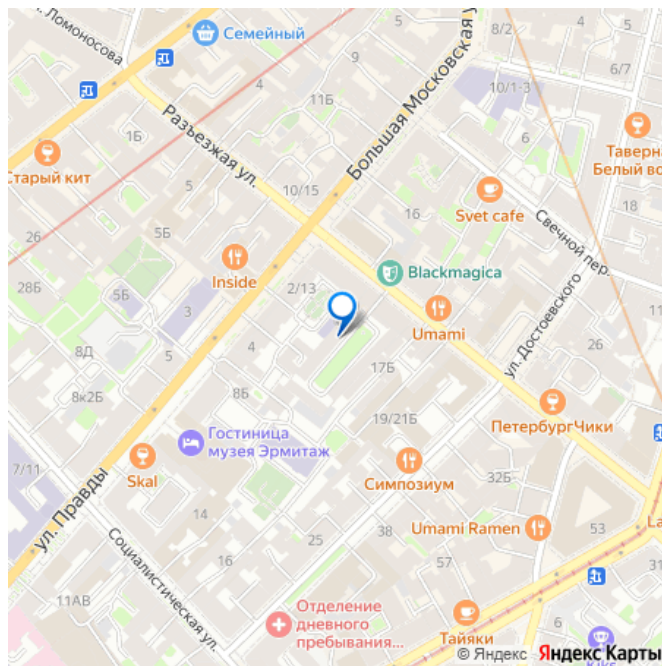 л. Ломоносова
Семейный
4
8/2
6/7
10/1-3
9
11Б
4
1Б
Разъезжая ул.
Большая Московская у
Таверна
Белый во
Старый кит
10/15
16
Svet cafe
18
Свечной пер.
26
5Б
Inside
Blackmagica
2/13
28Б
5Б
3
Umami
ул. Достоевского
26
8Д
5
4
17Б
8к2Б
8Б
19/21Б
ПетербургЧики
Гостиница
музея Эрмитаж
7/11
Skal
Симпозиум
32Б
La
ул. Правды
14
Umami Ramen
53
25
38
Социалистическая ул.
16
57
31
11АВ
Отделение
дневного
пребывания...
Тайяки
6
4
9
© Яндекс
Яндекс Карты